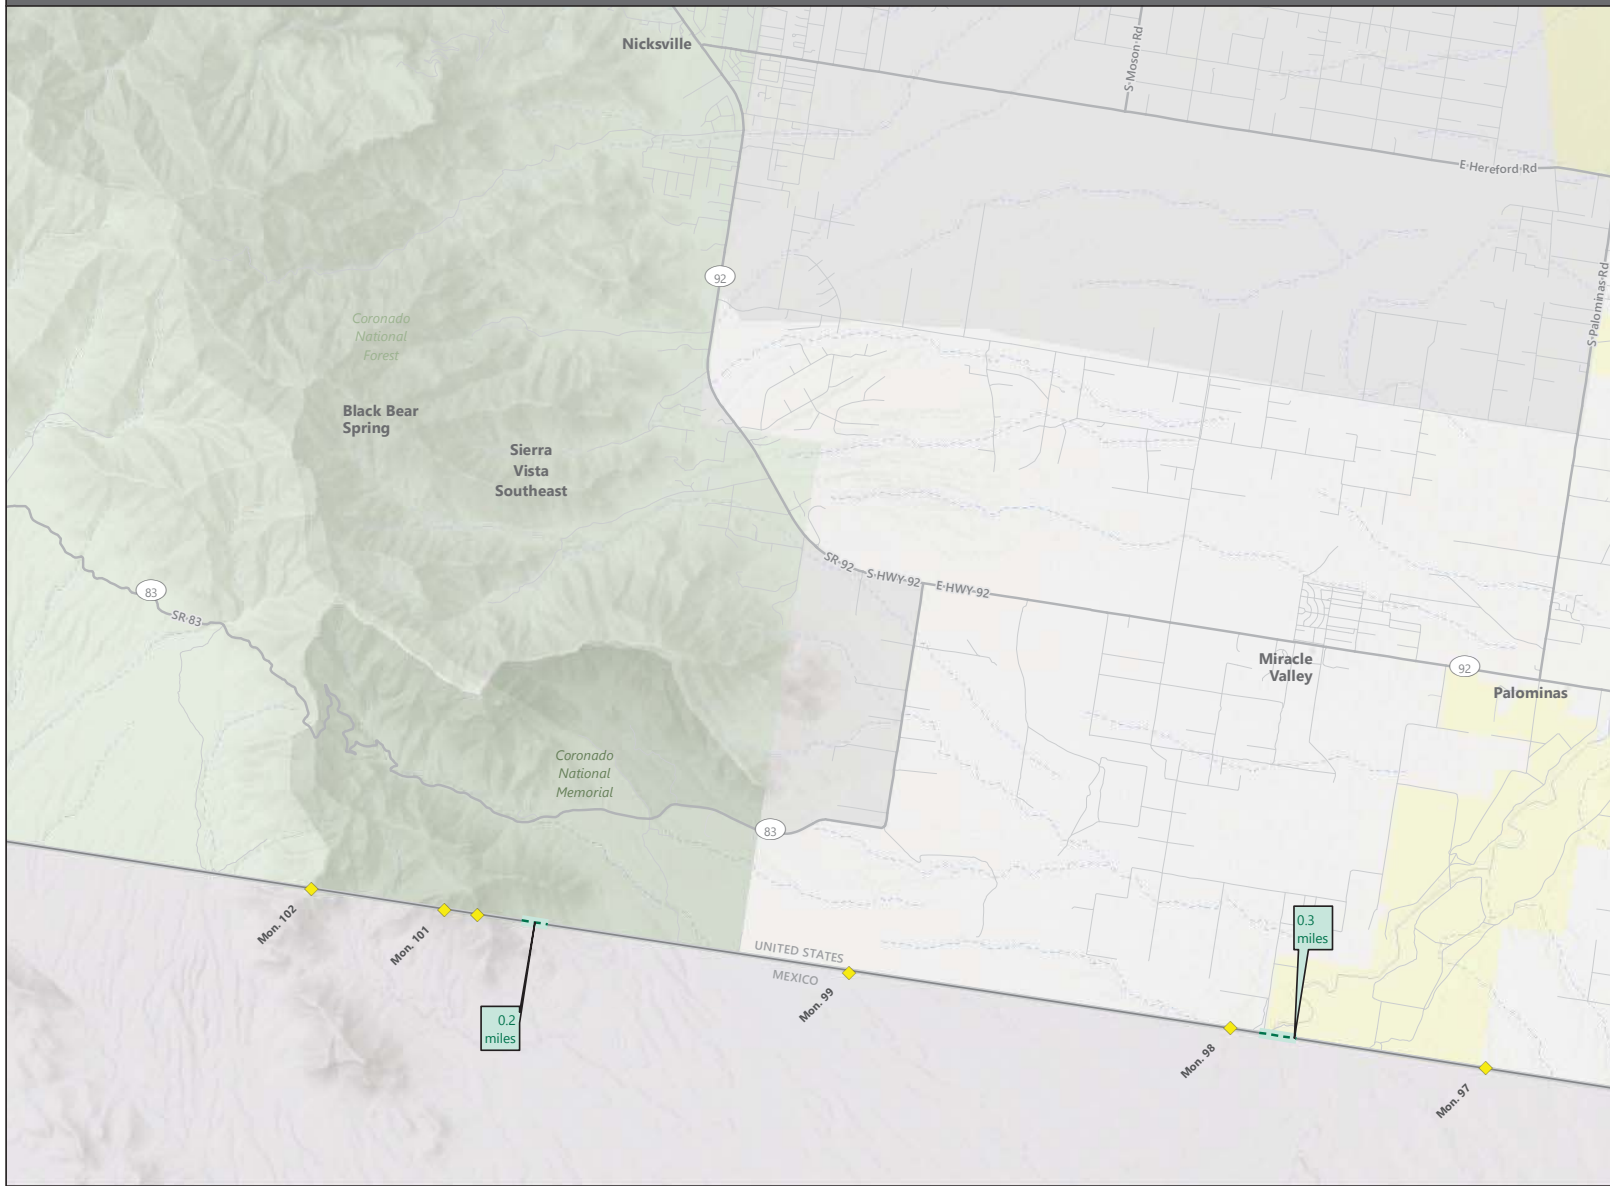 Nicksville
S Moson Rd
E Hereford Rd
92
S Palominas Rd
Coronado
National
Forest
Black Bear
Spring
Sierra
Vista
Southeast
SR 92
S HWY 92
E HWY 92
83
SR 83
Miracle
Valley
92
Palominas
Coronado
National
Memorial
83
Mon. 102
Mon. 101
UNITED STATES
MEXICO
Mon. 99
0.3
miles
0.2
miles
Mon. 98
Mon. 97